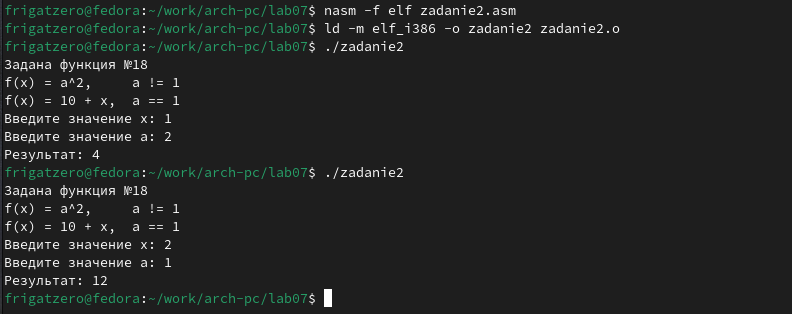 frigatzero@fedora:~/work/arch-pc/lab07$ nasm -f elf zadanie2.asm
frigatzero@fedora:~/work/arch-pc/lab07$ ld -m elf_i386 -o zadanie2 zadanie2.o
frigatzero@fedora:~/work/arch-pc/lab07$ ./zadanie2
Задана функция №18
f(x) = a^2,     a != 1
f(x) = 10 + x,  a == 1
Введите значение x: 1
Введите значение a: 2
Результат: 4
frigatzero@fedora:~/work/arch-pc/lab07$ ./zadanie2
Задана функция №18
f(x) = a^2,     a != 1
f(x) = 10 + x,  a == 1
Введите значение x: 2
Введите значение a: 1
Результат: 12
frigatzero@fedora:~/work/arch-pc/lab07$